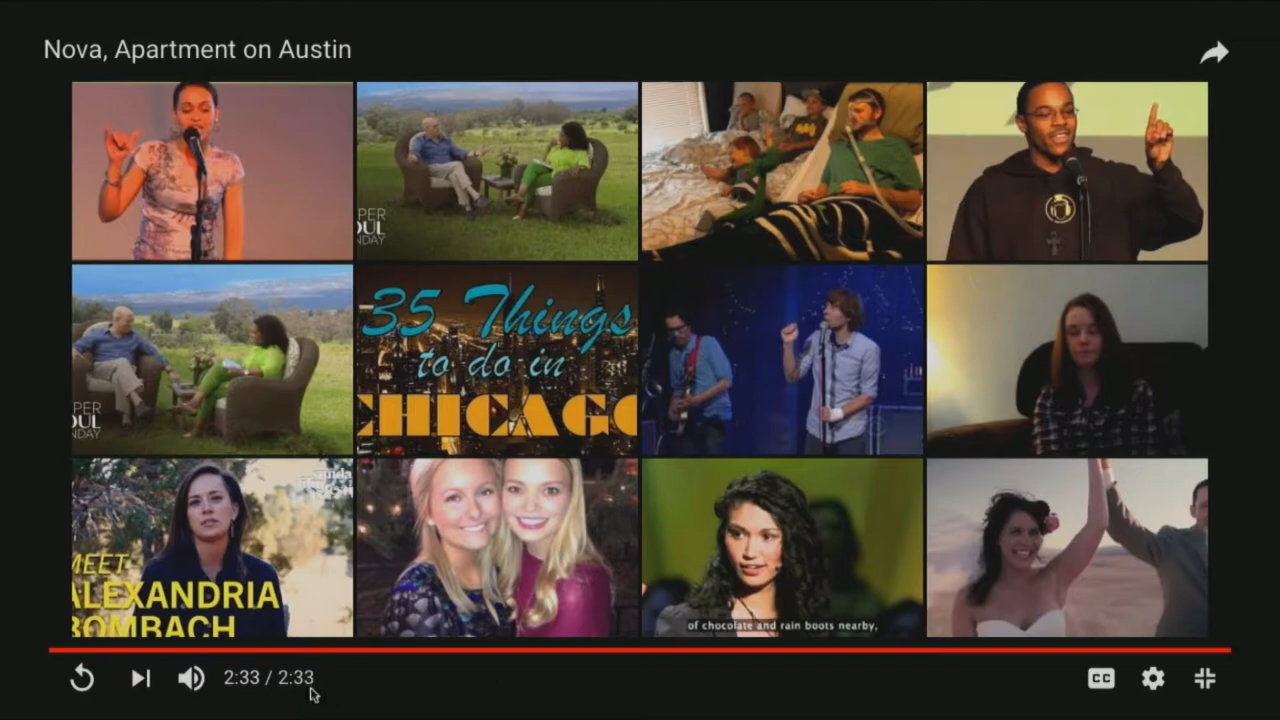 Nova, Apartment on Austin
PER
OUL
NDAY
35 Things
to do in
CHICAGO
PER
OUL
NDAY
MEET
ALEXANDRIA
BOMBACH
of chocolate and rain boots nearby,
2:33 / 2:33
CC